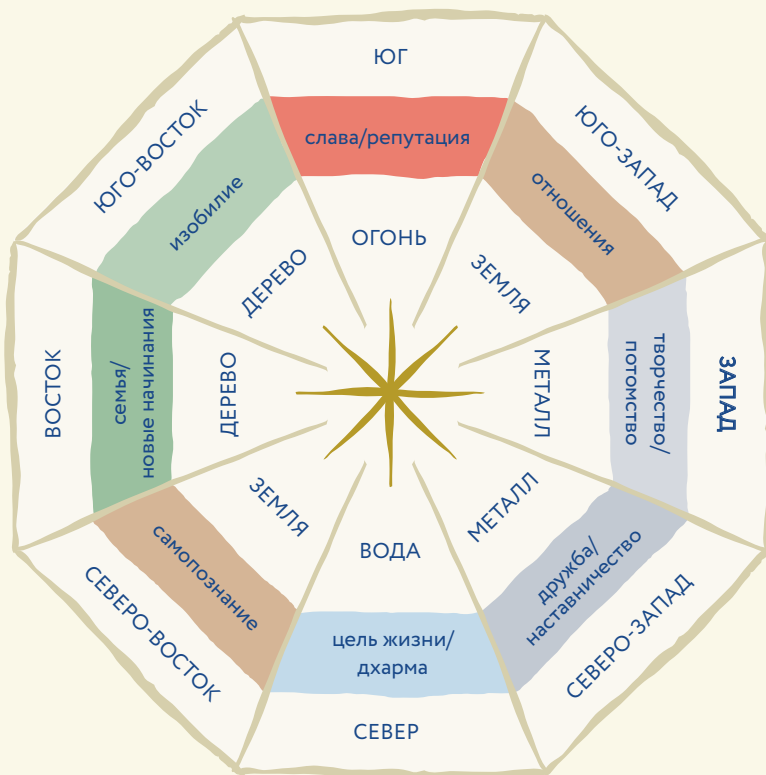 ЮГ
слава/репутация
ОГОНЬ
ЮГО-ЗАПАД
отношения
ЗЕМЛЯ
ЗАПАД
творчество/
потомство
МЕТАЛЛ
СЕВЕРО-ЗАПАД
дружба/
наставничество
МЕТАЛЛ
ВОДА
цель жизни/
дхарма
СЕВЕР
СЕВЕРО-ВОСТОК
самопознание
ЗЕМЛЯ
ВОСТОК
семья/
новые начинания
ДЕРЕВО
ЮГО-ВОСТОК
изобилие
ДЕРЕВО